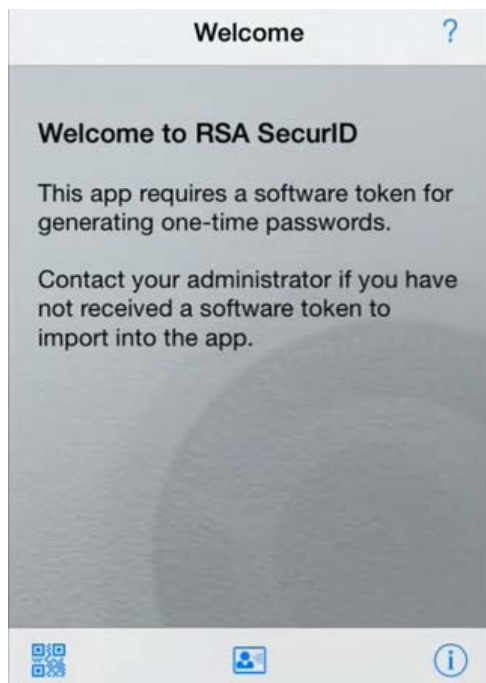 Welcome
?
Welcome to RSA SecurID
This app requires a software token for
generating one-time passwords.
Contact your administrator if you have
not received a software token to
import into the app.
i